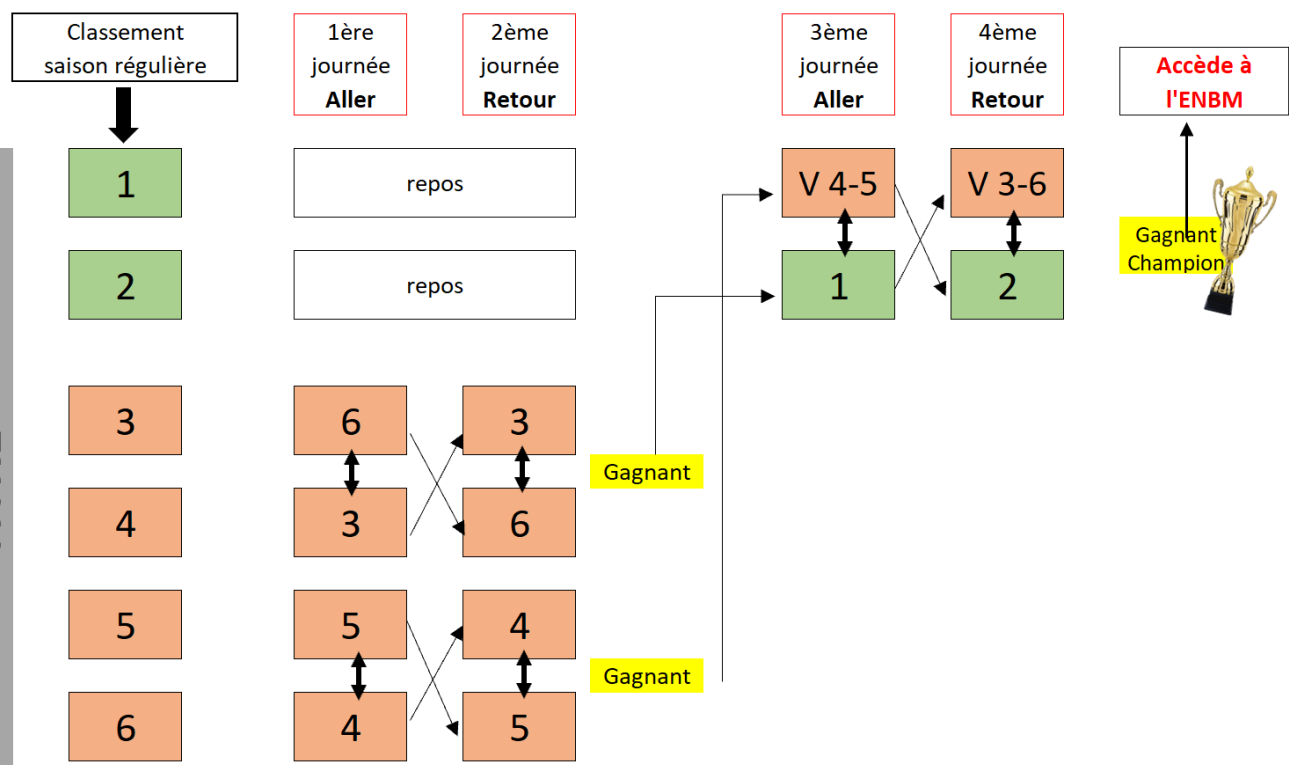 Classement
saison régulière
1ère
journée
Aller
2ème
journée
Retour
3ème
journée
Aller
4ème
journée
Retour
Accède à
l'ENBM
1
repos
V 4-5
V 3-6
Gagnant
Champion
2
repos
1
2
3
6
3
Gagnant
4
3
6
5
5
4
Gagnant
6
4
5